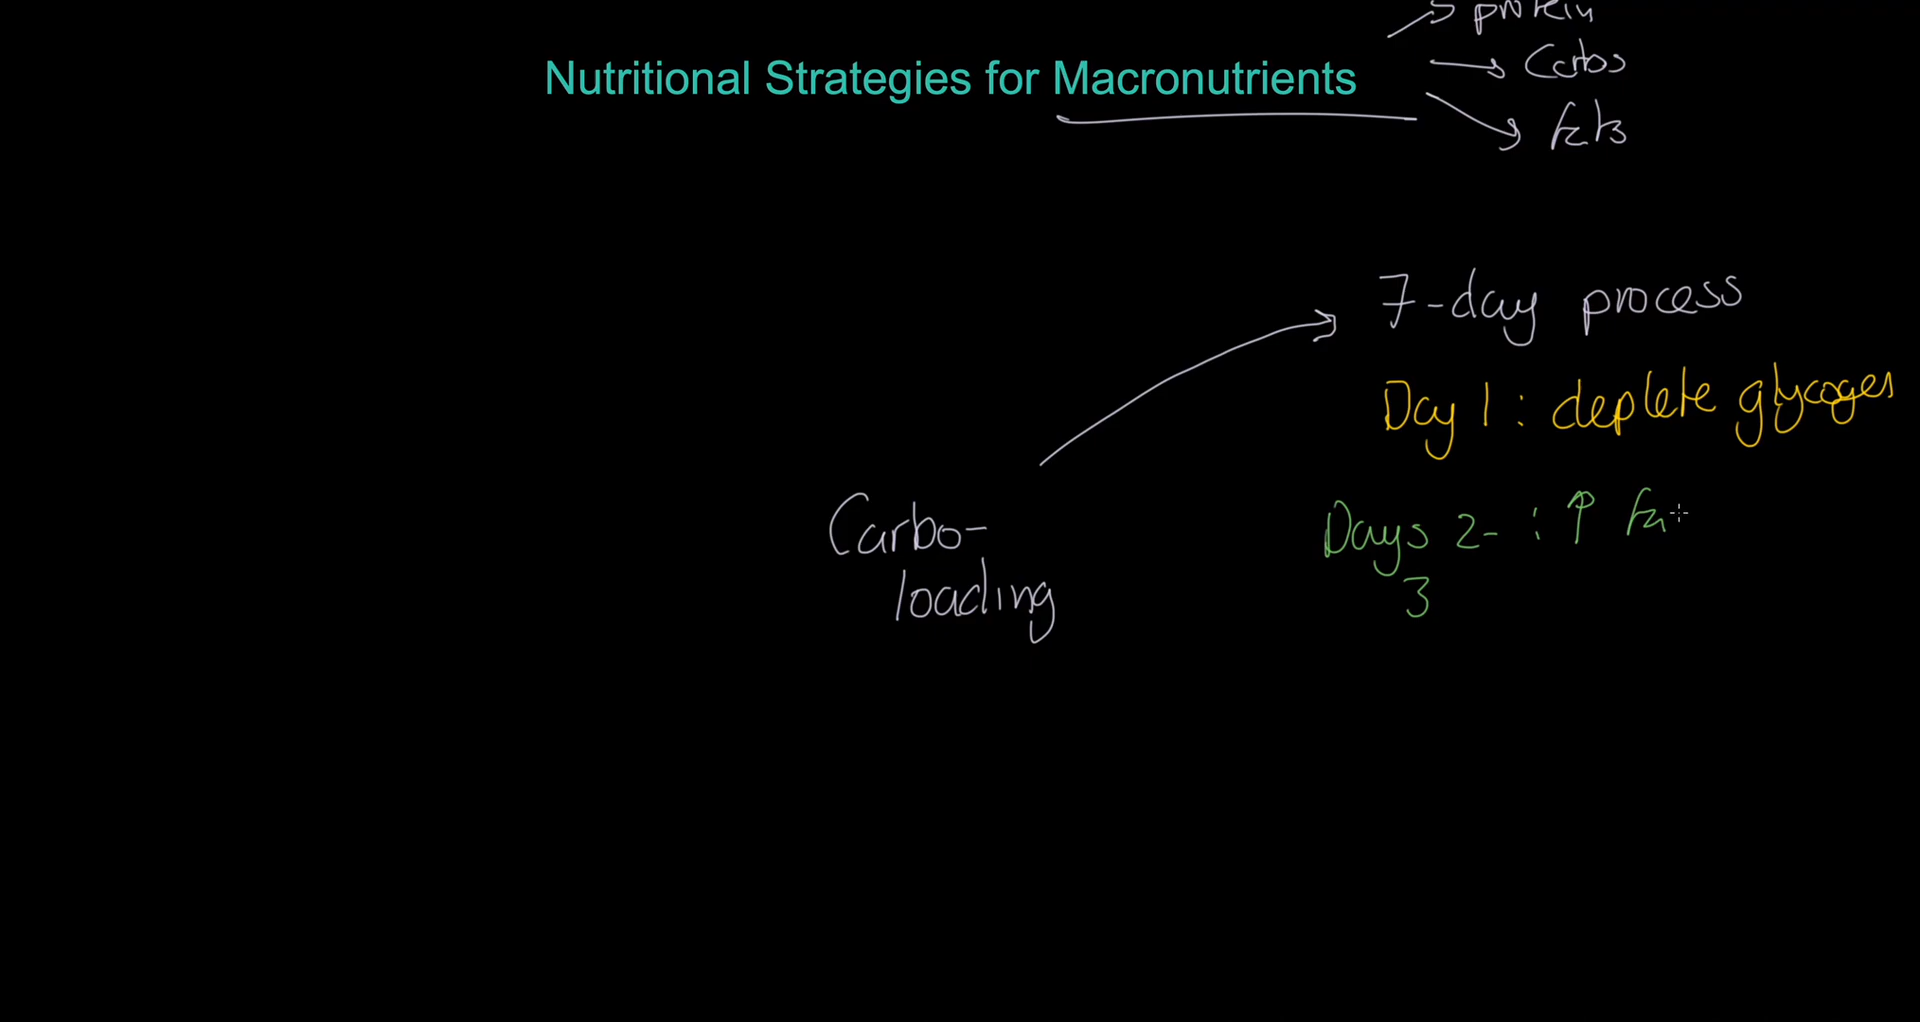 protein
Nutritional Strategies for Macronutrients
Carbs
fats
7-day process
Day 1 : deplete glycogen
Carbo-
loading
Days 2- : ↑ fa
3